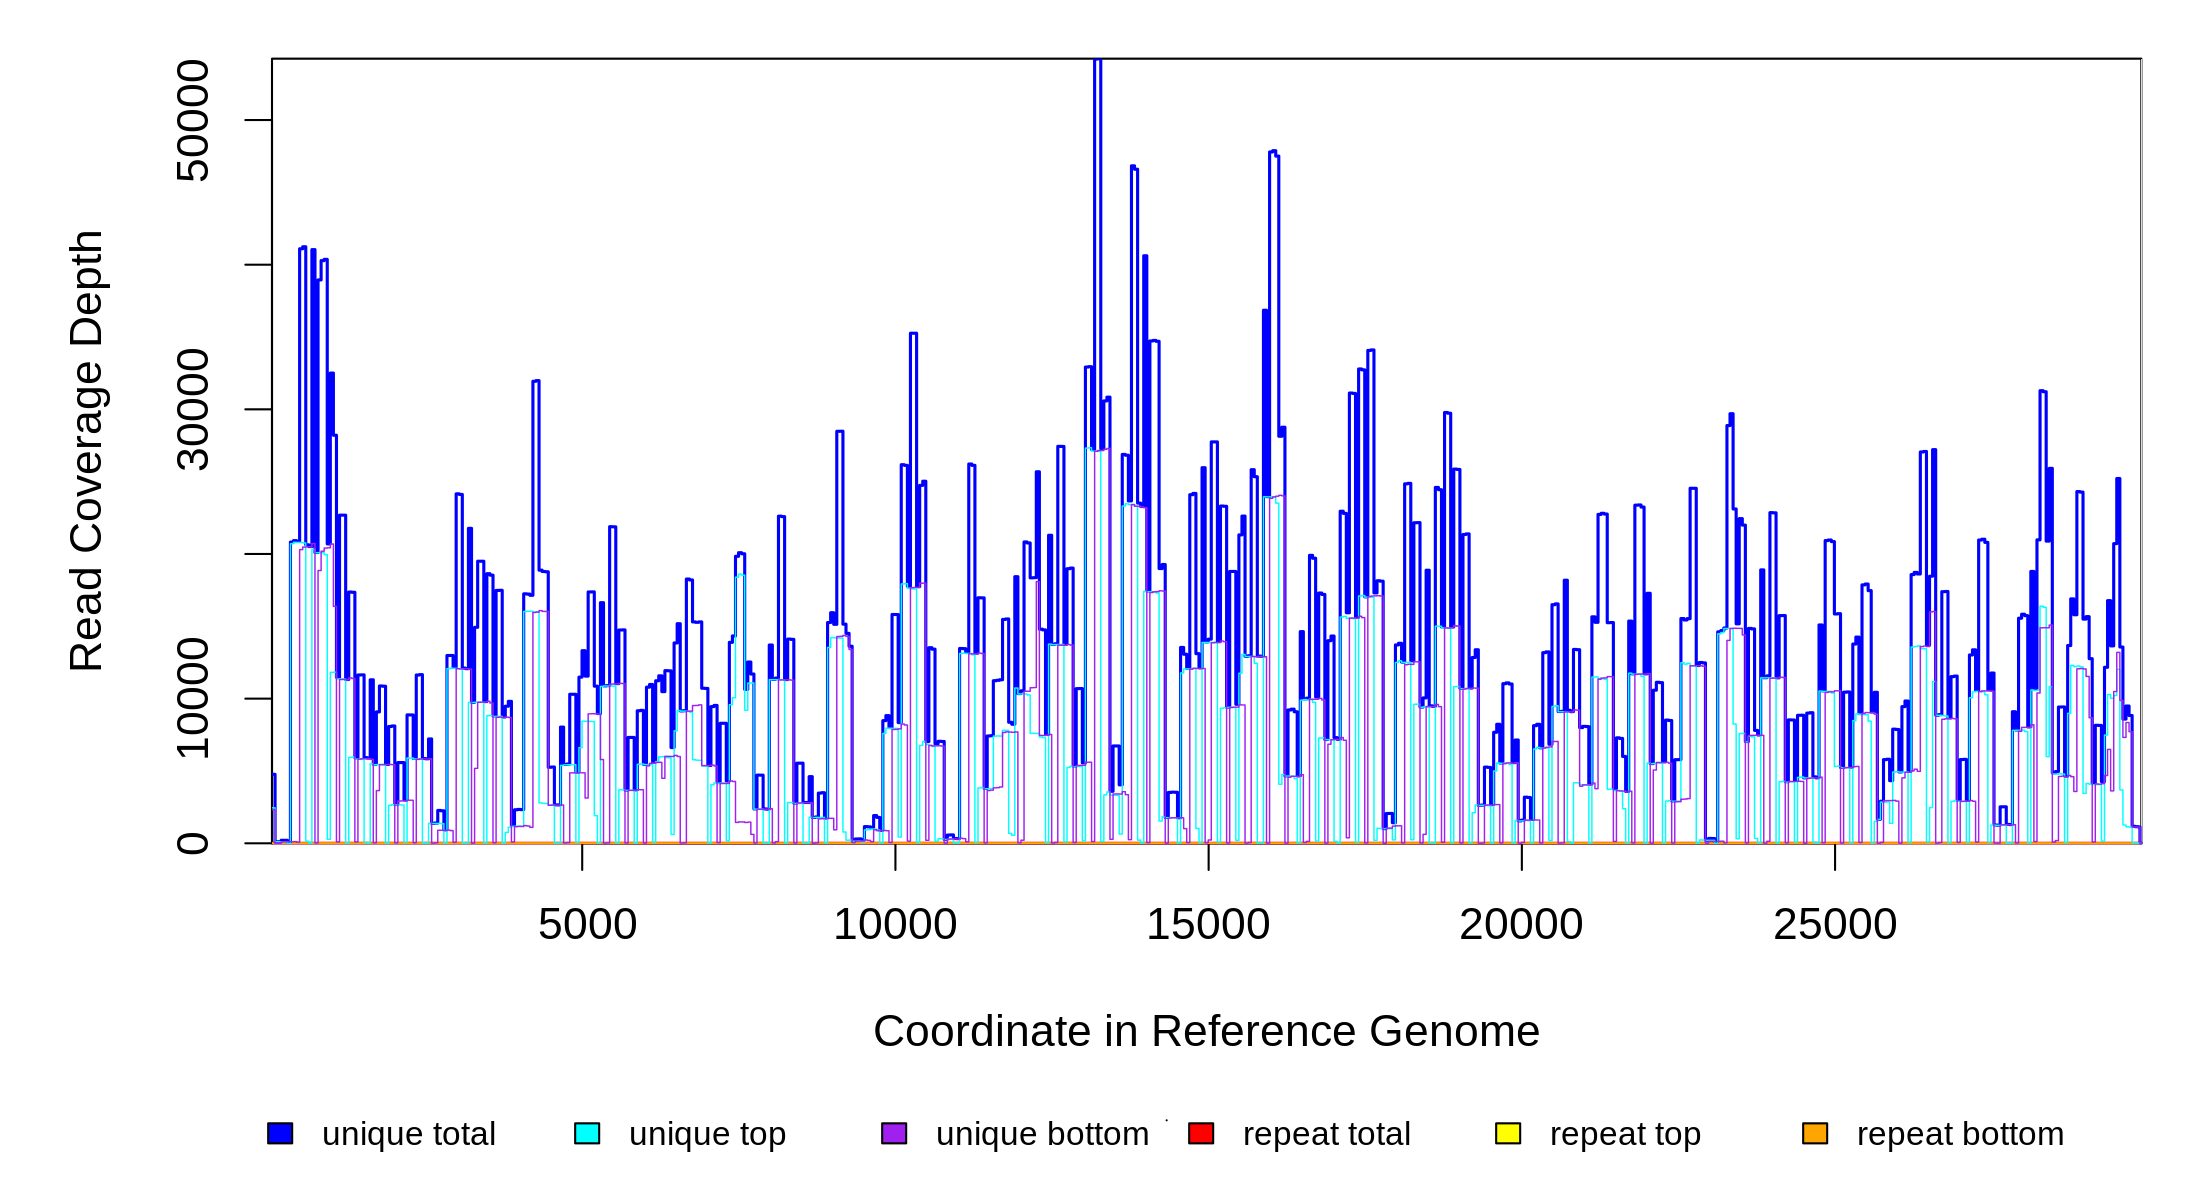 50000
30000
10000
0
Read Coverage Depth
5000 10000 15000 20000 25000
Coordinate in Reference Genome
unique total unique top unique bottom repeat total repeat top repeat bottom